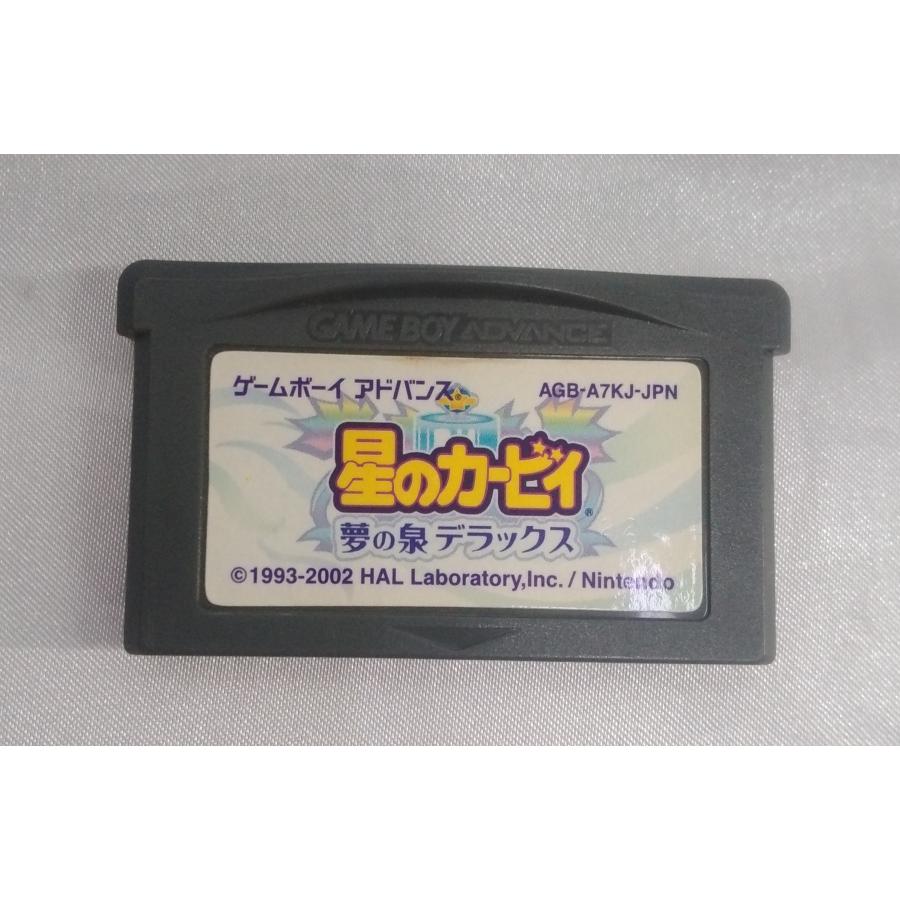 GAME BOY ADVANCE
ゲームボーイ アドバンス® AGB-A7KJ-JPN
星のカービィ®
夢の泉デラックス
©1993-2002 HAL Laboratory,Inc. / Nintendo